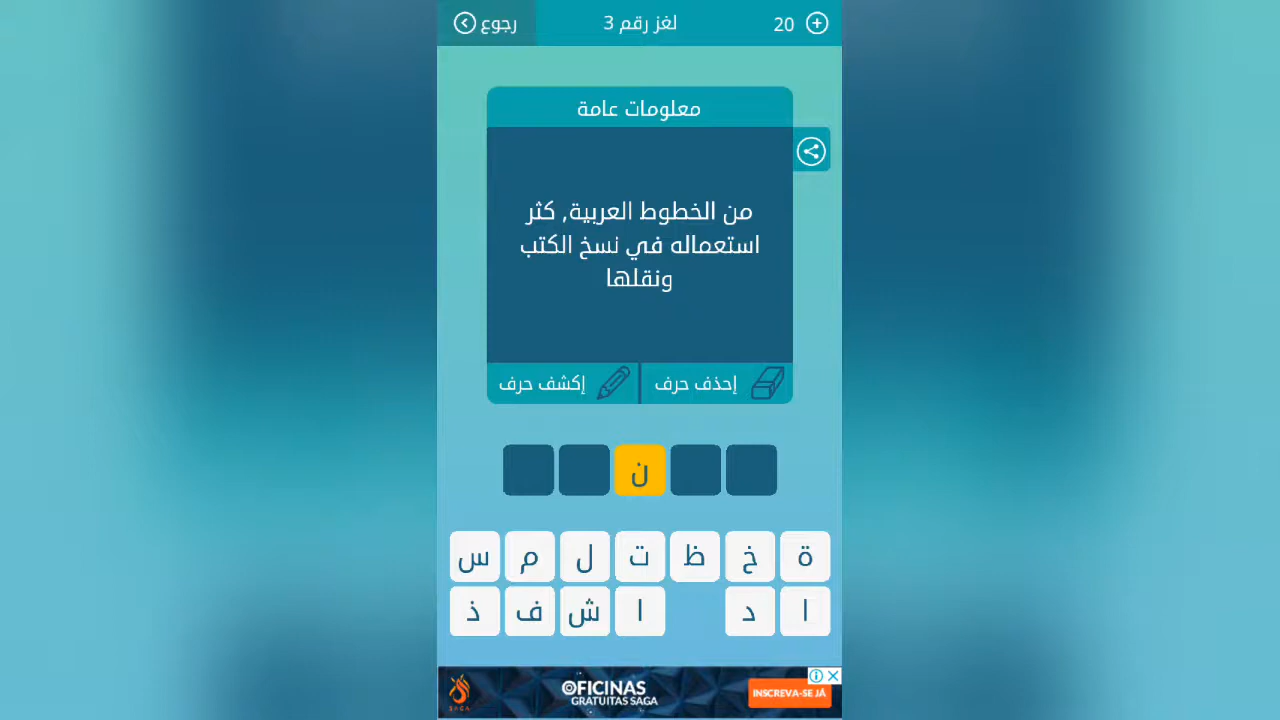 رجوع
لغز رقم 3
20
معلومات عامة
من الخطوط العربية, كثر
استعماله في نسخ الكتب
ونقلها
إحذف حرف
إكشف حرف
ن
ة خ ظ ت ل م س
ا د ا ش ف ذ
SAGA
OFICINAS
GRATUITAS SAGA
INSCREVA-SE JÁ